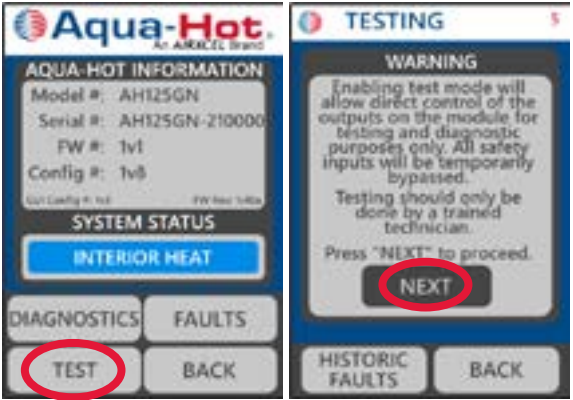 Aqua-Hot.
An AIRXCEL Brand
AQUA-HOT INFORMATION
Model #: AH125GN
Serial #: AH125GN-210000
FW #: 1v1
Config #: 1v8
SYSTEM STATUS
INTERIOR HEAT
DIAGNOSTICS
FAULTS
TEST
BACK
TESTING
WARNING
Enabling test mode will
allow direct control of the
outputs on the module for
testing and diagnostic
purposes only. All safety
inputs will be temporarily
bypassed.
Testing should only be
done by a trained
technician.
Press "NEXT" to proceed.
NEXT
HISTORIC
FAULTS
BACK